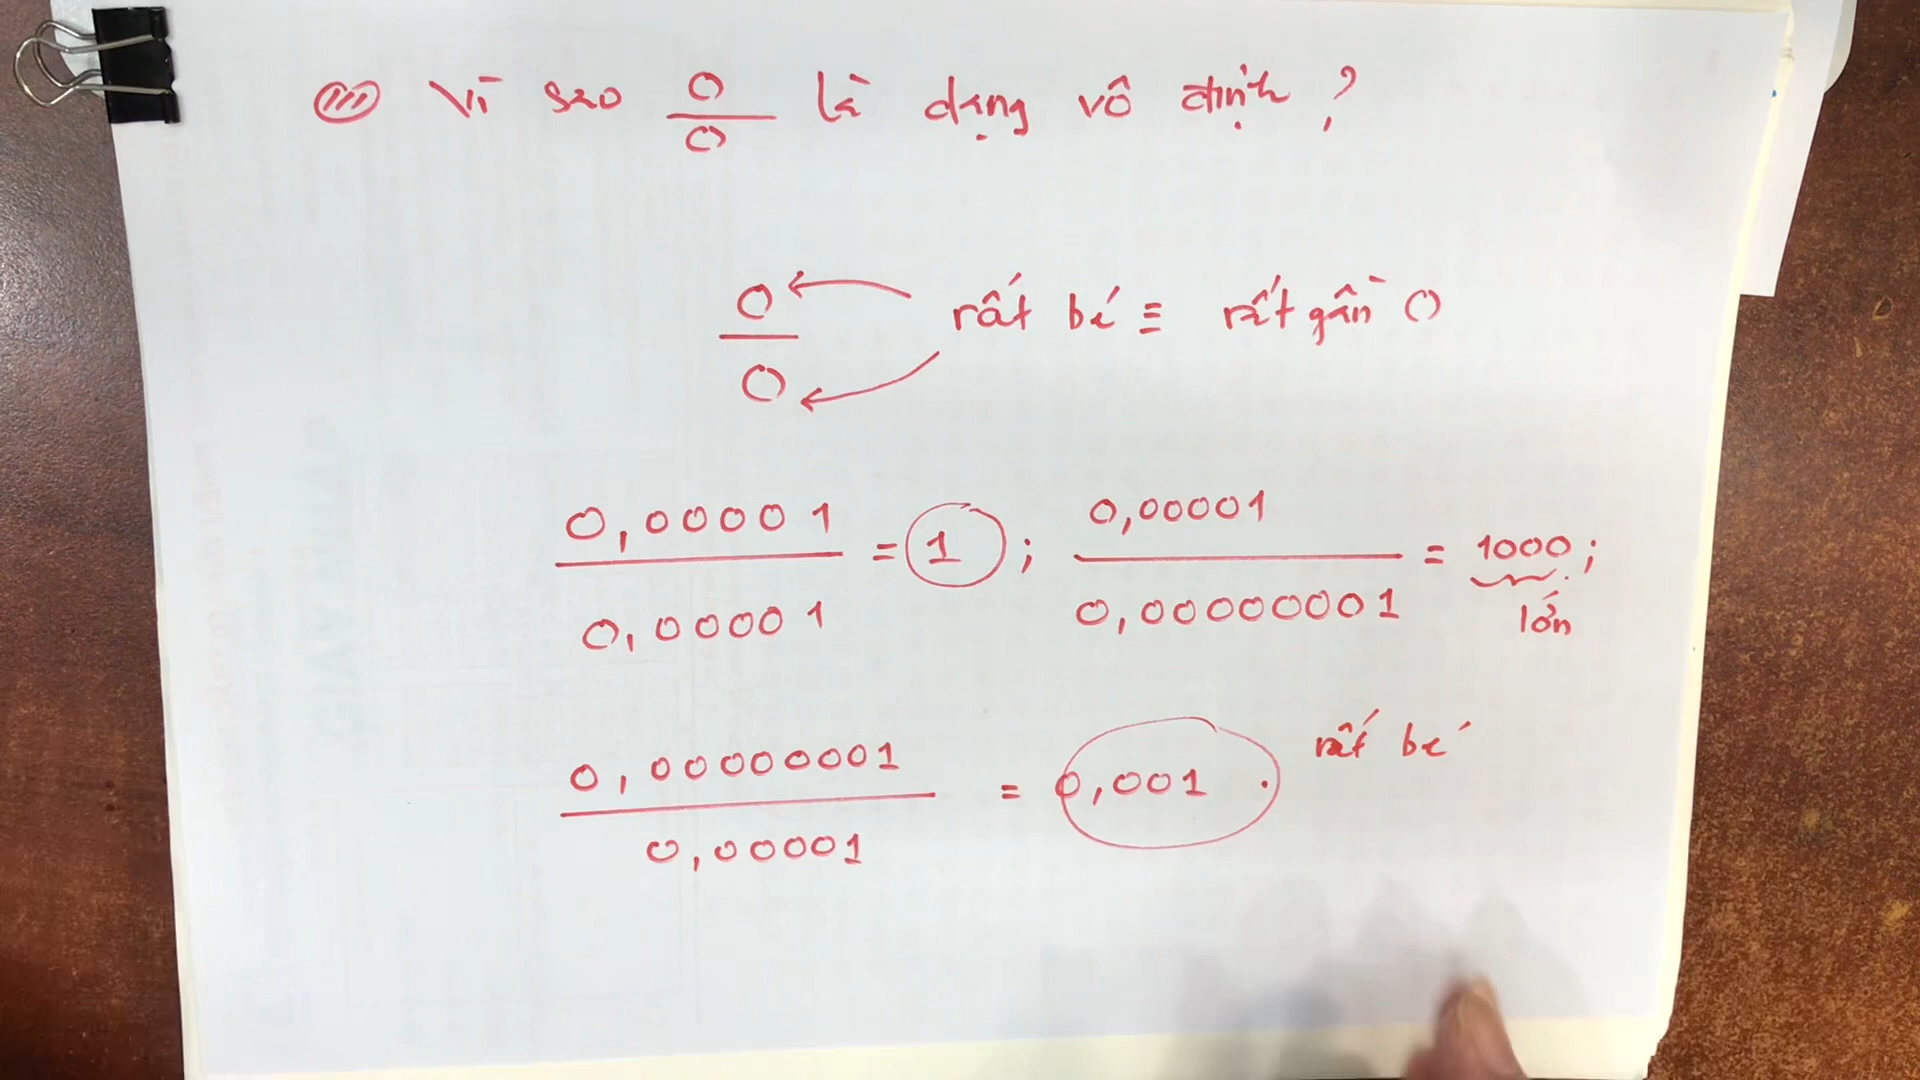 Vì sao 0/0 là dạng vô định ?
0/0 rất bé ≡ rất gần 0
0,00001/0,00001 = 1 ; 0,00001/0,00000001 = 1000 ;
lớn
0,00000001/0,00001 = 0,001 . rất bé